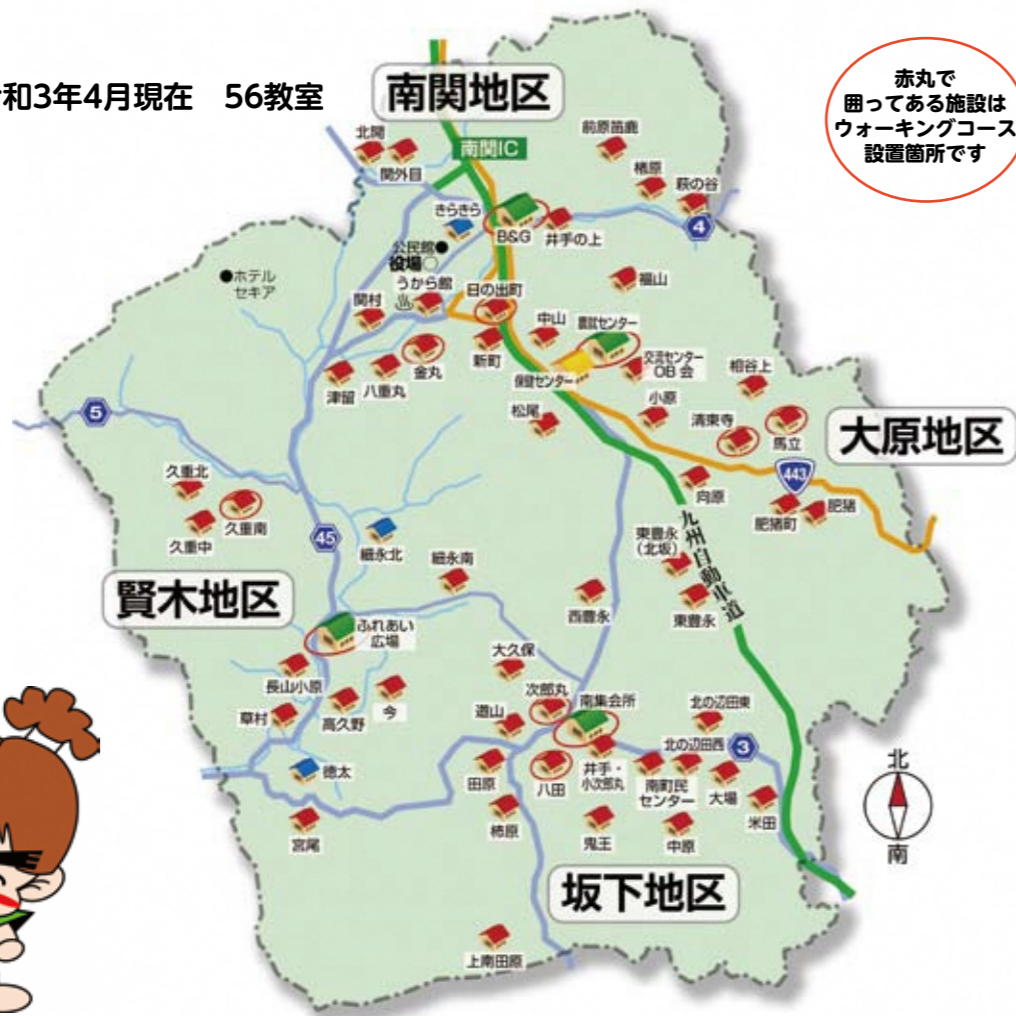 和3年4月現在 56教室
南関地区
赤丸で
囲ってある施設は
ウォーキングコース
設置箇所です
北関
関外目
南関IC
前原苗鹿
楢原
萩の谷
4
きらきら
B&G
井手の上
公民館
役場
うから館
ホテル
セキア
関村
日の出町
福山
中山
農就センター
新町
交流センター
OB会
保健センター
相谷上
津留
八重丸
金丸
松尾
小原
清東寺
馬立
大原地区
5
443
久重北
久重南
久重中
向原
肥猪町
肥猪
45
細永北
細永南
東豊永
(北坂)
九州自動車道
賢木地区
西豊永
東豊永
ふれあい
広場
大久保
長山小原
高久野
今
次郎丸
南集会所
北の辺田東
草村
道山
北の辺田西
3
徳太
田原
八田
井手・
小次郎丸
南町民
センター
大場
米田
宮尾
柿原
鬼王
中原
北
南
坂下地区
上南田原